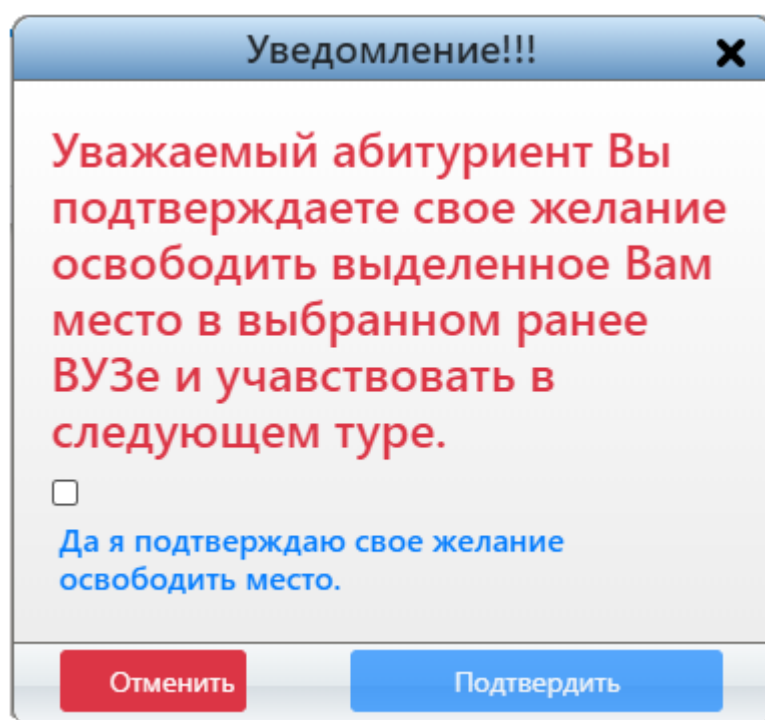 Уведомление!!!
Уважаемый абитуриент Вы
подтверждаете свое желание
освободить выделенное Вам
место в выбранном ранее
ВУЗе и учавствовать в
следующем туре.
Да я подтверждаю свое желание
освободить место.
Отменить
Подтвердить